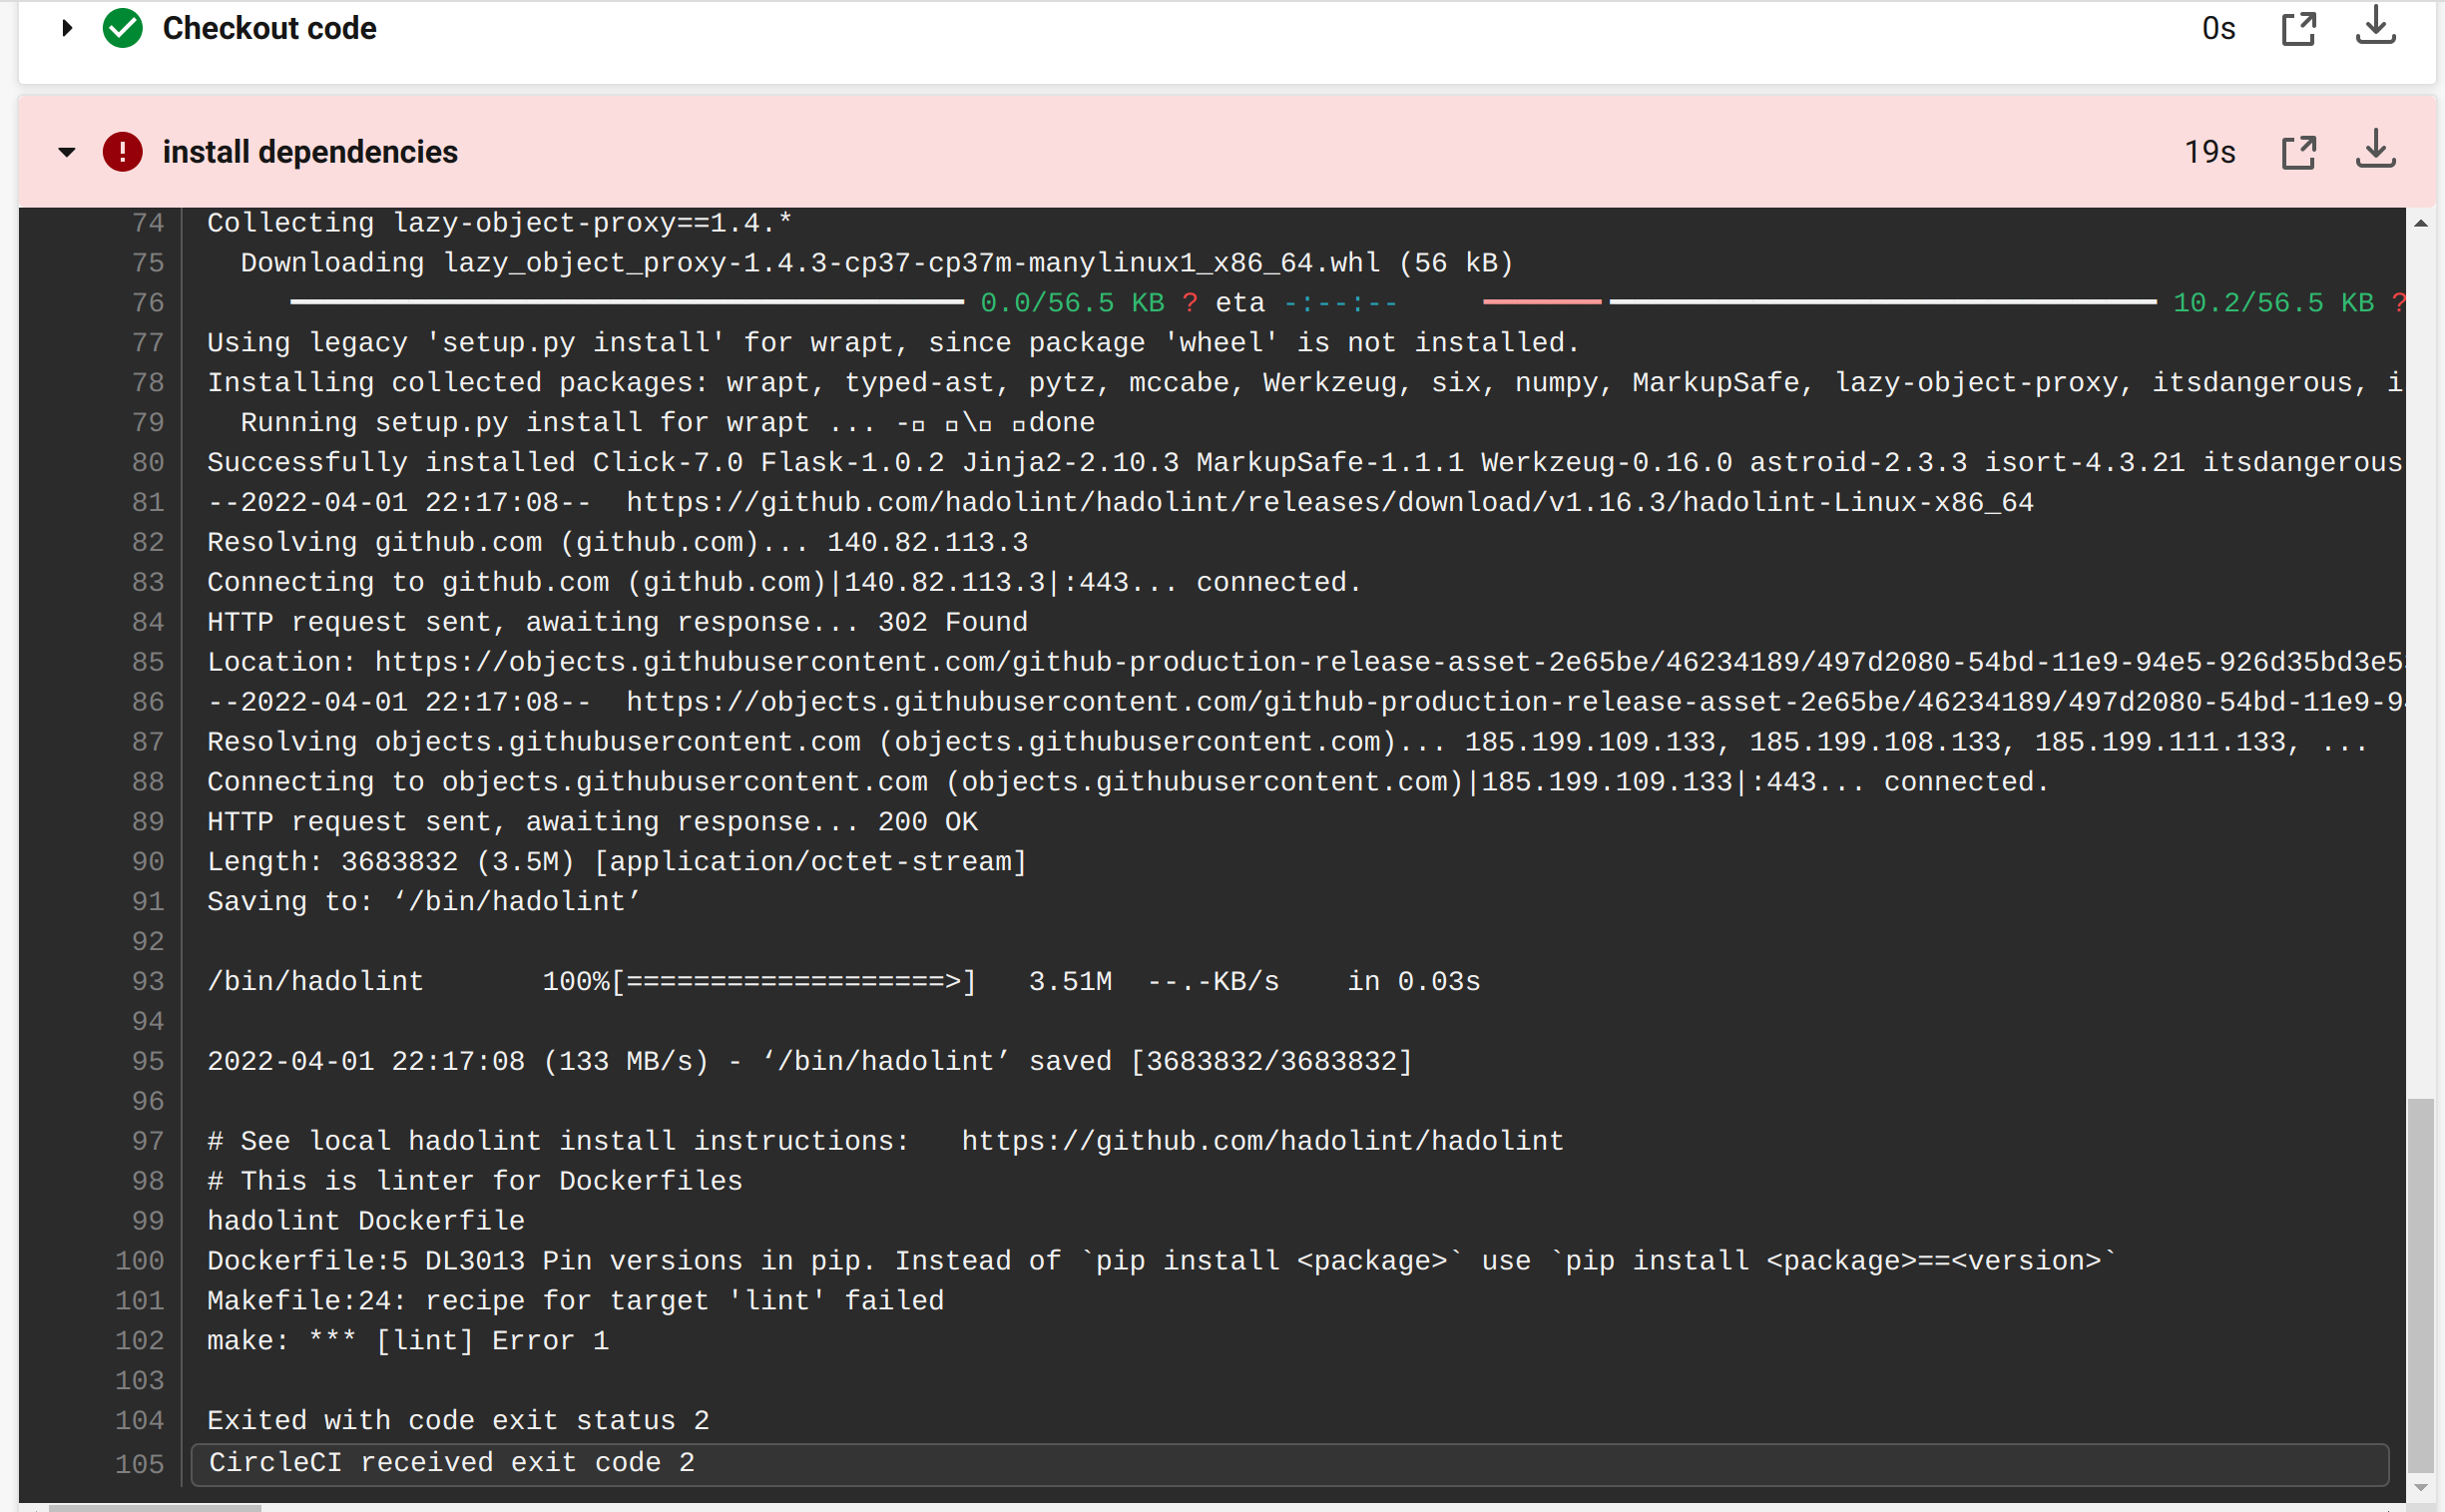 Checkout code 0s
install dependencies 19s
74 Collecting lazy-object-proxy==1.4.*
75 Downloading lazy_object_proxy-1.4.3-cp37-cp37m-manylinux1_x86_64.whl (56 kB)
76 0.0/56.5 KB ? eta -:--:-- 10.2/56.5 KB ?
77 Using legacy 'setup.py install' for wrapt, since package 'wheel' is not installed.
78 Installing collected packages: wrapt, typed-ast, pytz, mccabe, Werkzeug, six, numpy, MarkupSafe, lazy-object-proxy, itsdangerous, i
79 Running setup.py install for wrapt ... -▯ ▯\▯ ▯done
80 Successfully installed Click-7.0 Flask-1.0.2 Jinja2-2.10.3 MarkupSafe-1.1.1 Werkzeug-0.16.0 astroid-2.3.3 isort-4.3.21 itsdangerous
81 --2022-04-01 22:17:08-- https://github.com/hadolint/hadolint/releases/download/v1.16.3/hadolint-Linux-x86_64
82 Resolving github.com (github.com)... 140.82.113.3
83 Connecting to github.com (github.com)|140.82.113.3|:443... connected.
84 HTTP request sent, awaiting response... 302 Found
85 Location: https://objects.githubusercontent.com/github-production-release-asset-2e65be/46234189/497d2080-54bd-11e9-94e5-926d35bd3e5
86 --2022-04-01 22:17:08-- https://objects.githubusercontent.com/github-production-release-asset-2e65be/46234189/497d2080-54bd-11e9-9
87 Resolving objects.githubusercontent.com (objects.githubusercontent.com)... 185.199.109.133, 185.199.108.133, 185.199.111.133, ...
88 Connecting to objects.githubusercontent.com (objects.githubusercontent.com)|185.199.109.133|:443... connected.
89 HTTP request sent, awaiting response... 200 OK
90 Length: 3683832 (3.5M) [application/octet-stream]
91 Saving to: ‘/bin/hadolint’
92
93 /bin/hadolint 100%[===================>] 3.51M --.-KB/s in 0.03s
94
95 2022-04-01 22:17:08 (133 MB/s) - ‘/bin/hadolint’ saved [3683832/3683832]
96
97 # See local hadolint install instructions: https://github.com/hadolint/hadolint
98 # This is linter for Dockerfiles
99 hadolint Dockerfile
100 Dockerfile:5 DL3013 Pin versions in pip. Instead of `pip install <package>` use `pip install <package>==<version>`
101 Makefile:24: recipe for target 'lint' failed
102 make: *** [lint] Error 1
103
104 Exited with code exit status 2
105 CircleCI received exit code 2